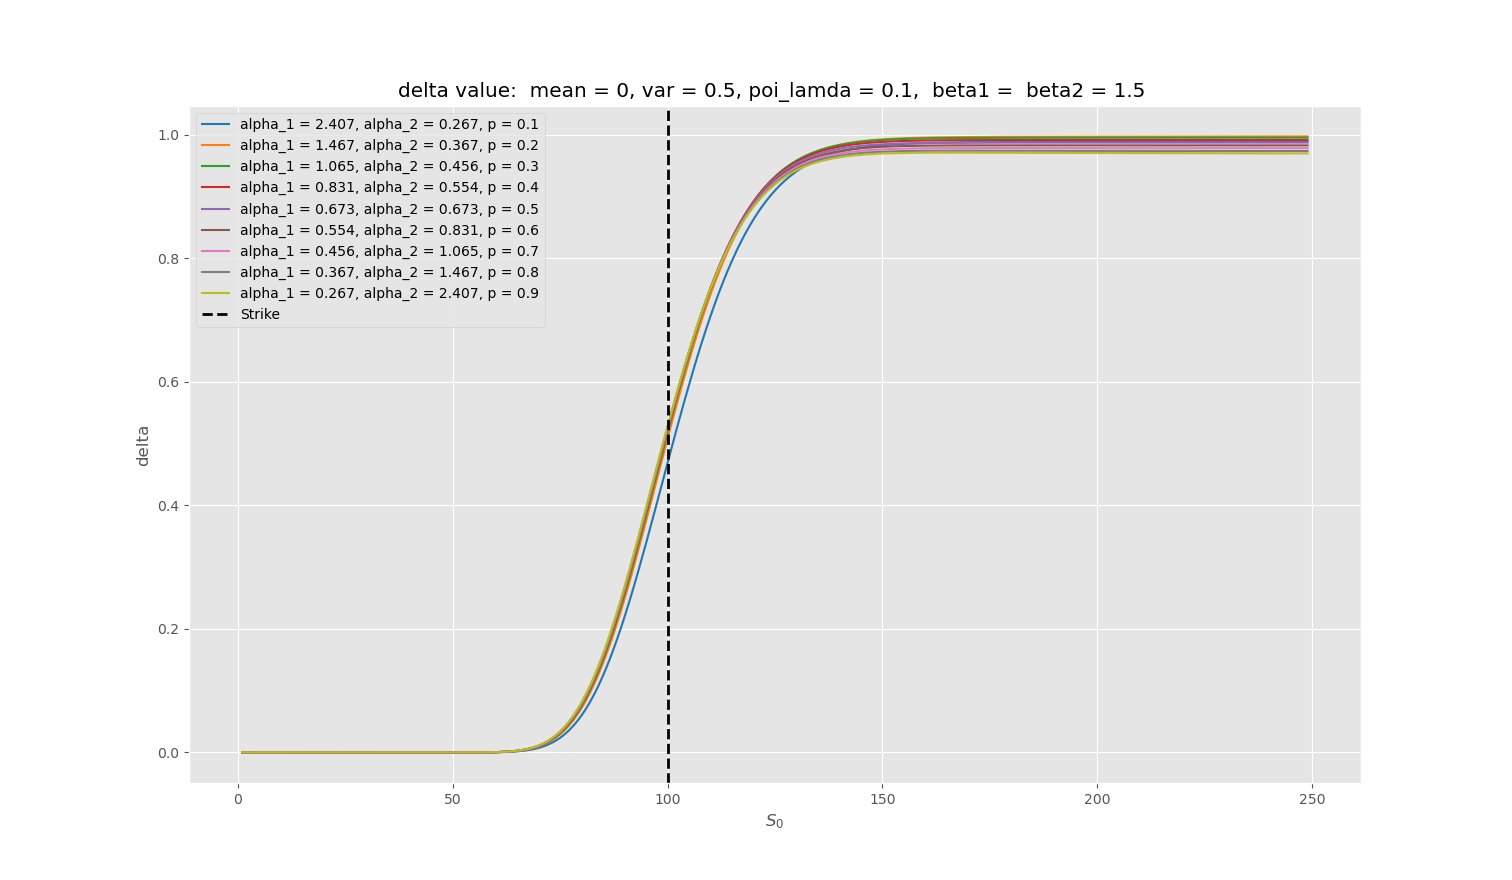 delta value:  mean = 0, var = 0.5, poi_lamda = 0.1,  beta1 =  beta2 = 1.5
alpha_1 = 2.407, alpha_2 = 0.267, p = 0.1
alpha_1 = 1.467, alpha_2 = 0.367, p = 0.2
alpha_1 = 1.065, alpha_2 = 0.456, p = 0.3
alpha_1 = 0.831, alpha_2 = 0.554, p = 0.4
alpha_1 = 0.673, alpha_2 = 0.673, p = 0.5
alpha_1 = 0.554, alpha_2 = 0.831, p = 0.6
alpha_1 = 0.456, alpha_2 = 1.065, p = 0.7
alpha_1 = 0.367, alpha_2 = 1.467, p = 0.8
alpha_1 = 0.267, alpha_2 = 2.407, p = 0.9
Strike
1.0
0.8
0.6
0.4
0.2
0.0
delta
0 50 100 150 200 250
S₀